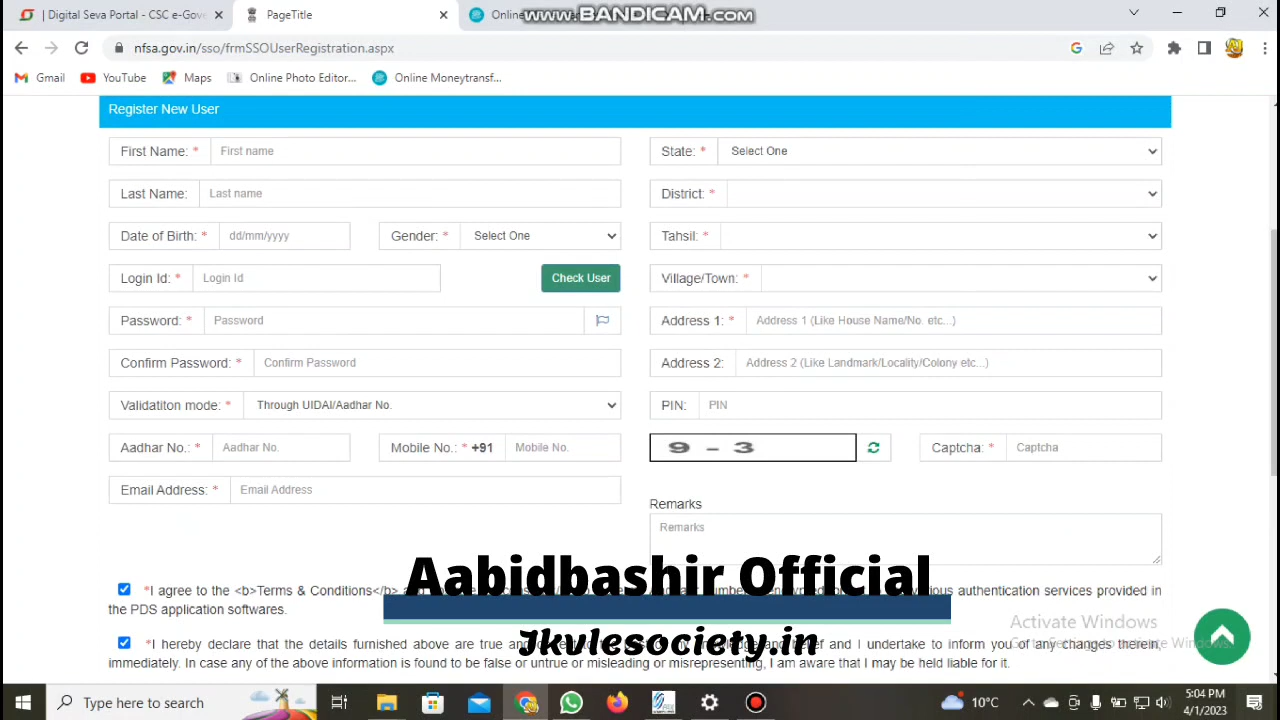 | Digital Seva Portal - CSC e-Gove
PageTitle
Online
www.BANDICAM.com
nfsa.gov.in/sso/frmSSOUserRegistration.aspx
Gmail
YouTube
Maps
Online Photo Editor...
Online Moneytransf...
Register New User
First Name: * First name
State: * Select One
Last Name: Last name
District: *
Date of Birth: * dd/mm/yyyy
Gender: * Select One
Tahsil: *
Login Id: * Login Id
Check User
Village/Town: *
Password: * Password
Address 1: * Address 1 (Like House Name/No. etc...)
Confirm Password: * Confirm Password
Address 2: Address 2 (Like Landmark/Locality/Colony etc...)
Validatiton mode: * Through UIDAI/Aadhar No.
PIN: PIN
Aadhar No.: * Aadhar No.
Mobile No.: * +91 Mobile No.
9 - 3
Captcha: * Captcha
Email Address: * Email Address
Remarks
Remarks
Aabidbashir Official
*I agree to the <b>Terms & Conditions</b> authentication services provided in
the PDS application softwares.
Jkvlesociety.in
Activate Windows
Go to Settings to activate Windows.
*I hereby declare that the details furnished above are true and and I undertake to inform you of any changes therein,
immediately. In case any of the above information is found to be false or untrue or misleading or misrepresenting, I am aware that I may be held liable for it.
Type here to search
10°C
5:04 PM
4/1/2023